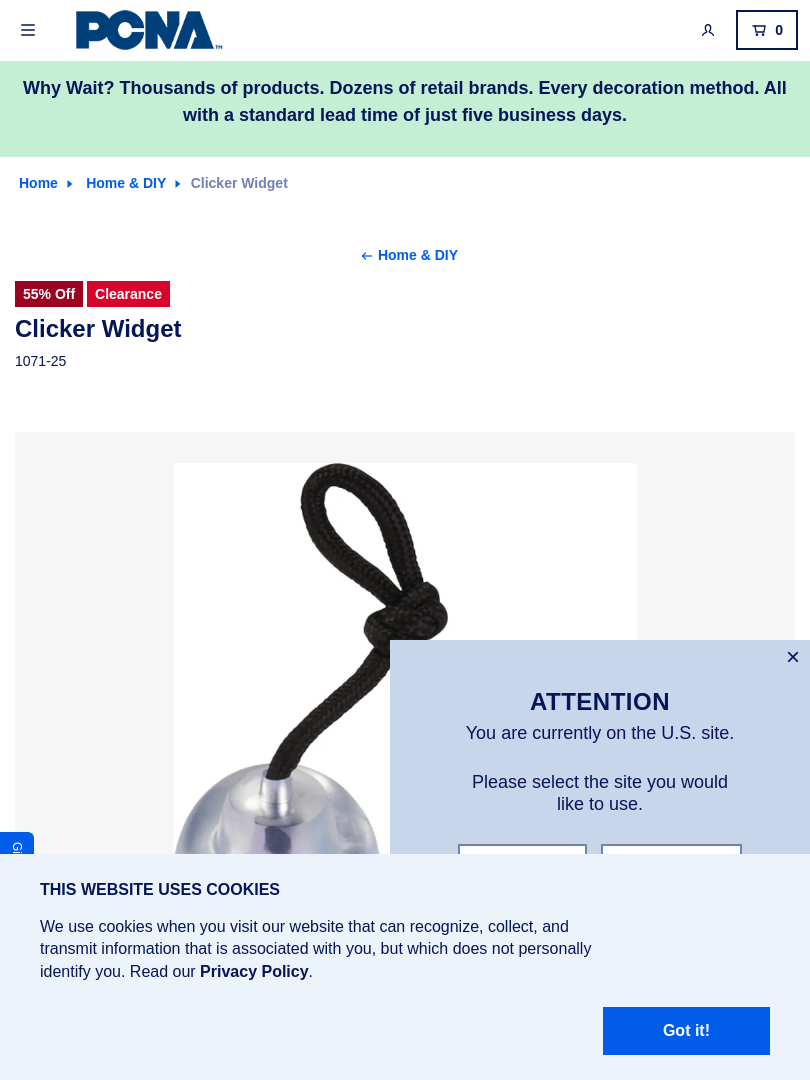 PCNA™
0
Why Wait? Thousands of products. Dozens of retail brands. Every decoration method. All
with a standard lead time of just five business days.
Home
Home & DIY
Clicker Widget
Home & DIY
55% Off
Clearance
Clicker Widget
1071-25
ATTENTION
You are currently on the U.S. site.
Please select the site you would
like to use.
THIS WEBSITE USES COOKIES
We use cookies when you visit our website that can recognize, collect, and
transmit information that is associated with you, but which does not personally
identify you. Read our Privacy Policy.
Got it!